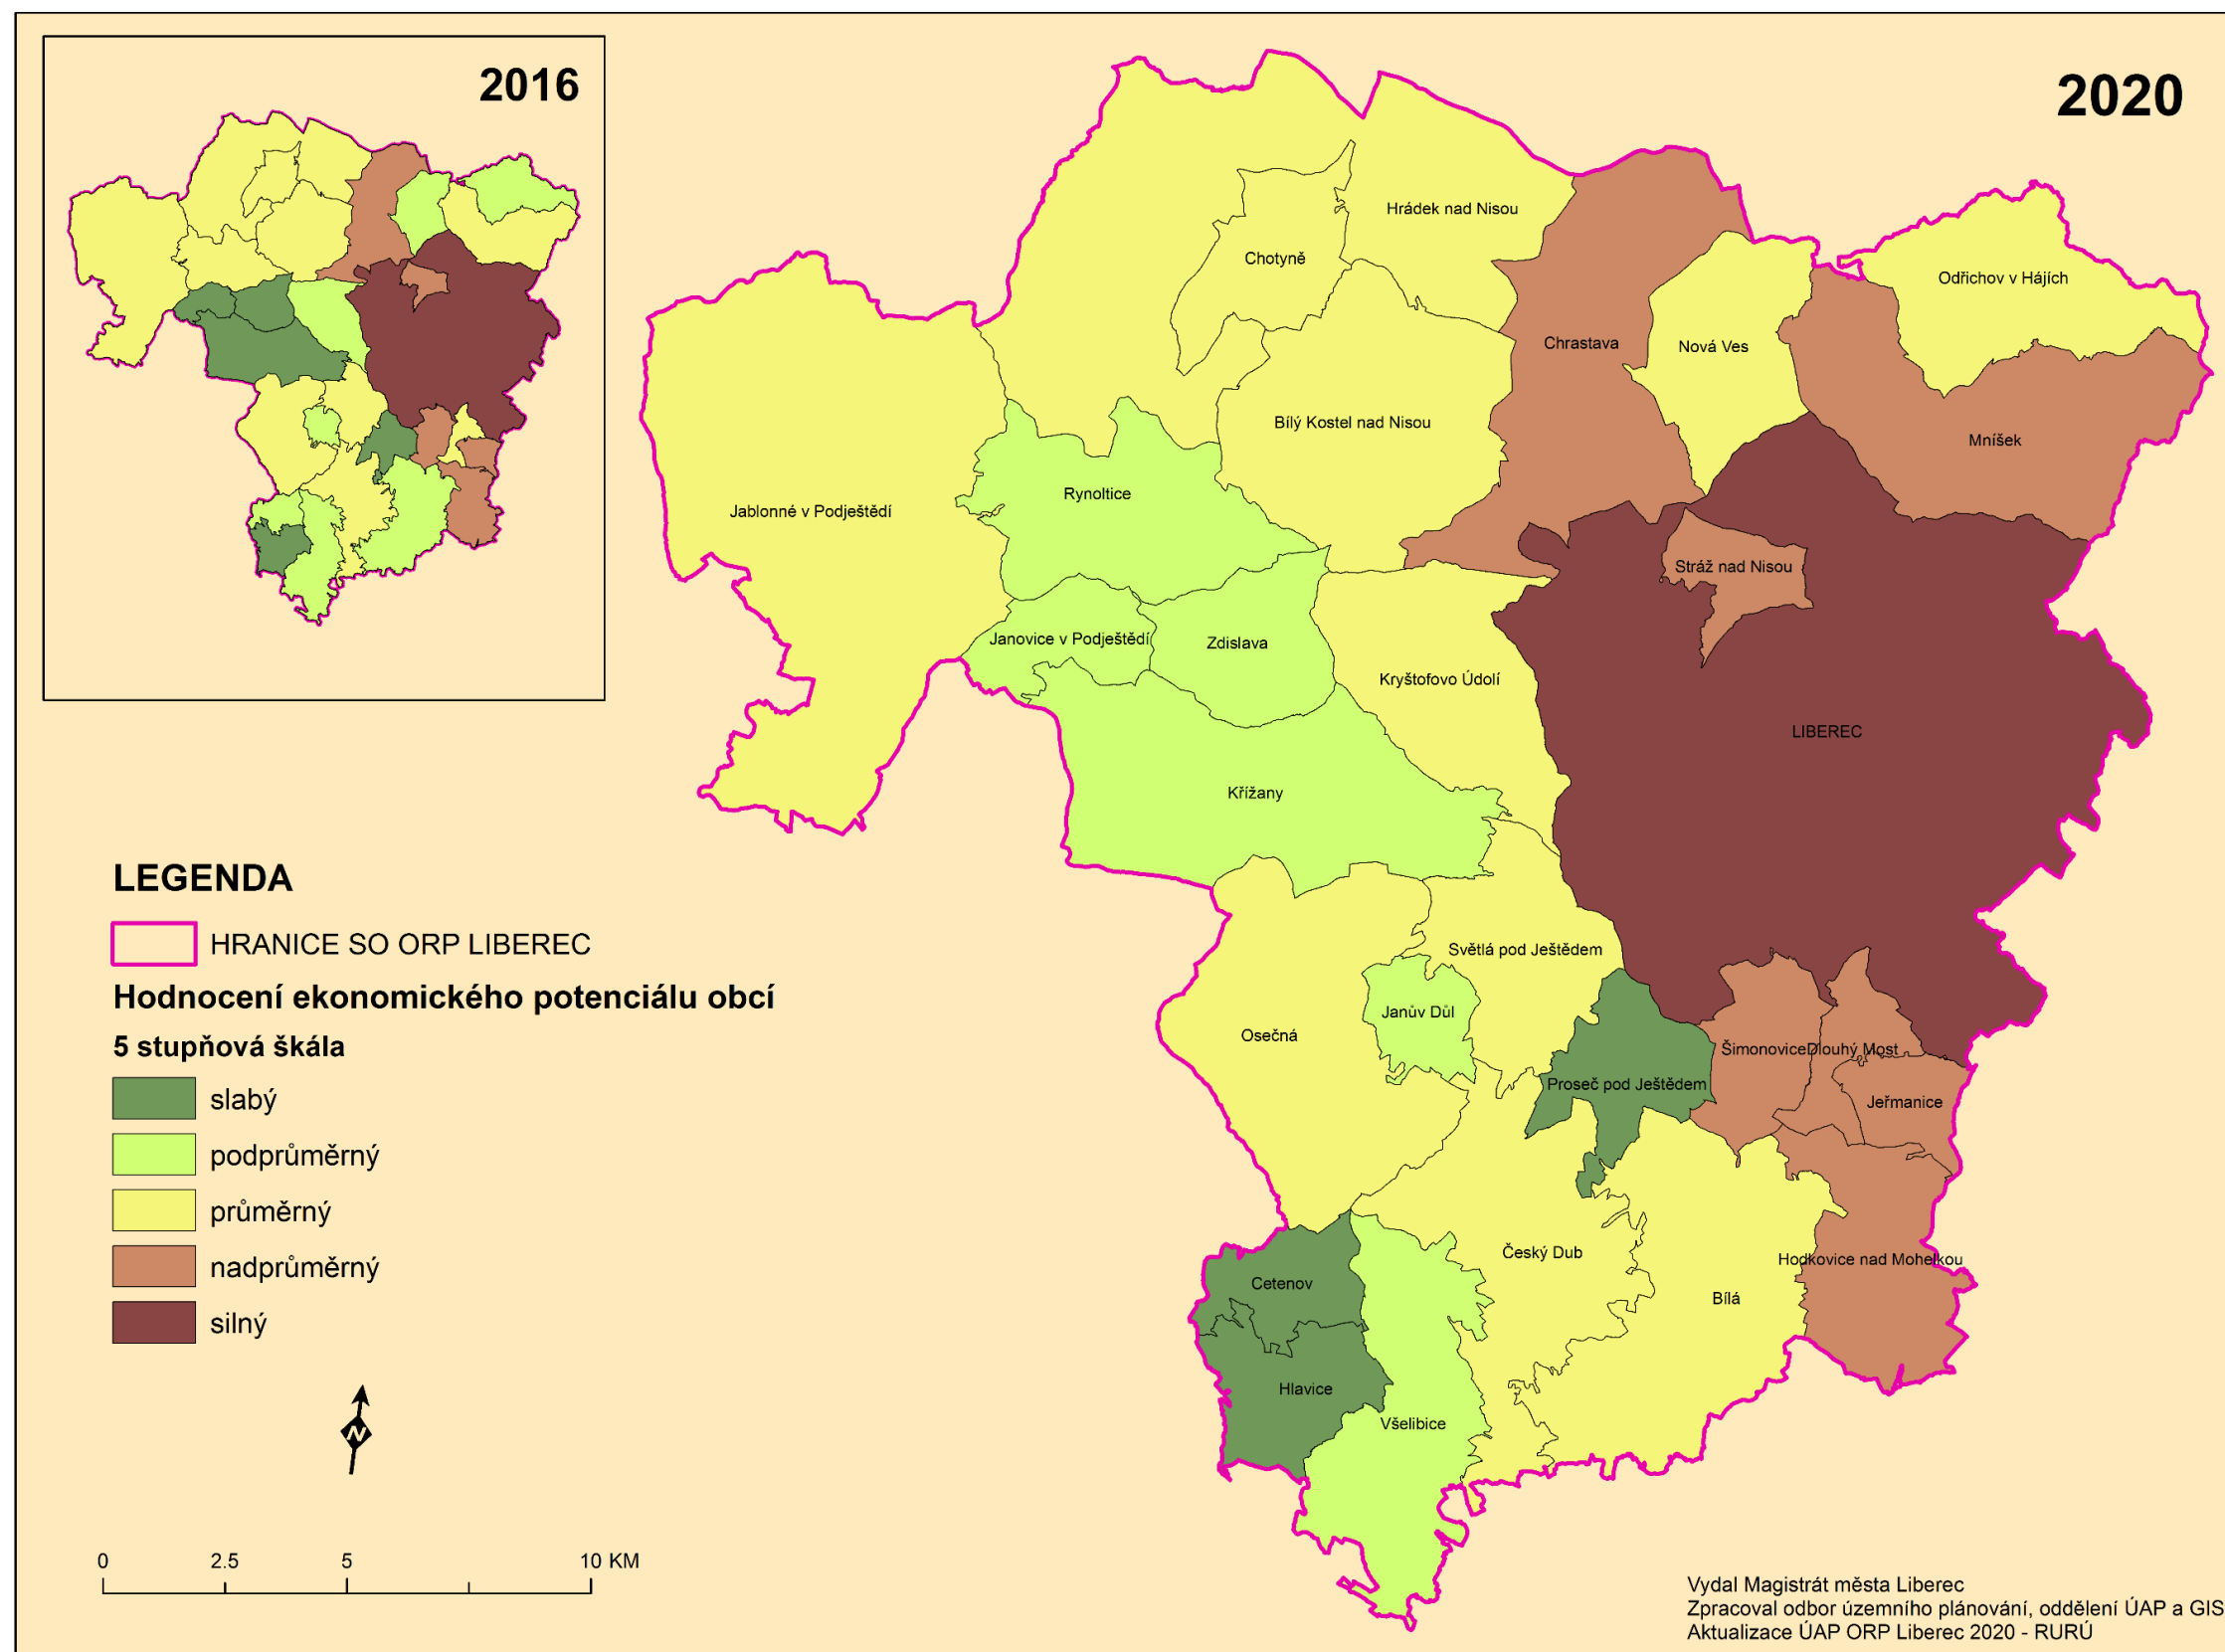 2016
2020
Hrádek nad Nisou
Chotyně
Odřichov v Hájích
Chrastava
Nová Ves
Bílý Kostel nad Nisou
Mníšek
Rynoltice
Jablonné v Podještědí
Stráž nad Nisou
Janovice v Podještědí
Zdislava
Kryštofovo Údolí
LIBEREC
Křížany
Světlá pod Ještědem
Janův Důl
Osečná
Šimonovice
Dlouhý Most
Proseč pod Ještědem
Jeřmanice
Český Dub
Hodkovice nad Mohelkou
Cetenov
Bílá
Hlavice
Všelibice
LEGENDA
HRANICE SO ORP LIBEREC
Hodnocení ekonomického potenciálu obcí
5 stupňová škála
slabý
podprůměrný
průměrný
nadprůměrný
silný
N
0 2.5 5 10 KM
Vydal Magistrát města Liberec
Zpracoval odbor územního plánování, oddělení ÚAP a GIS
Aktualizace ÚAP ORP Liberec 2020 - RURÚ